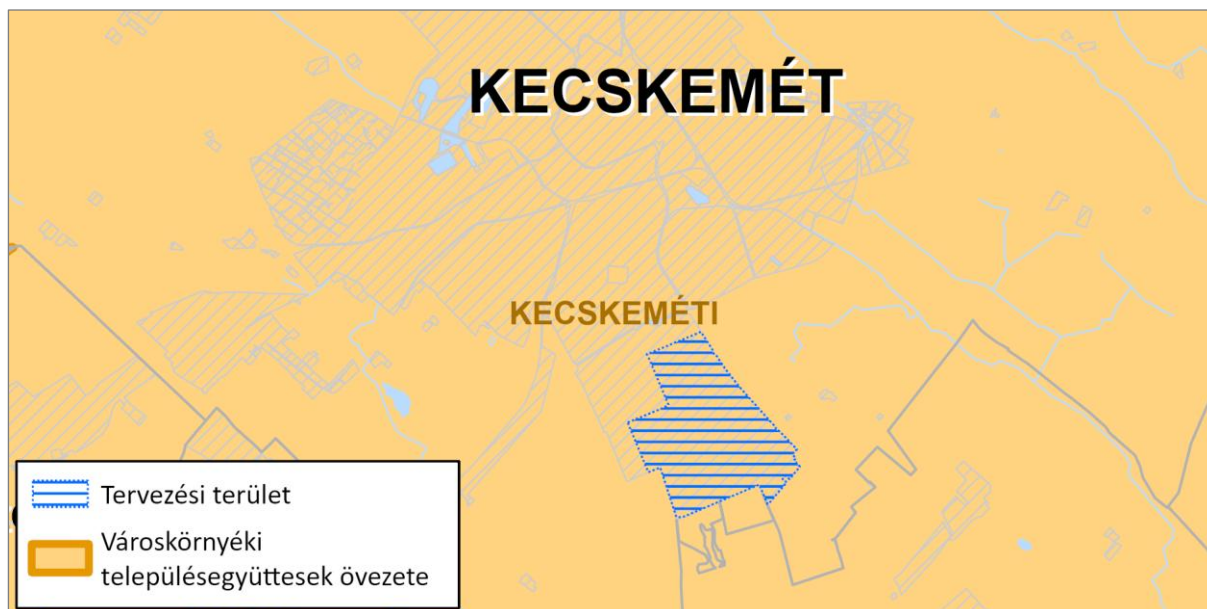 KECSKEMÉT
KECSKEMÉTI
Tervezési terület
Városkörnyéki
településegyüttesek övezete